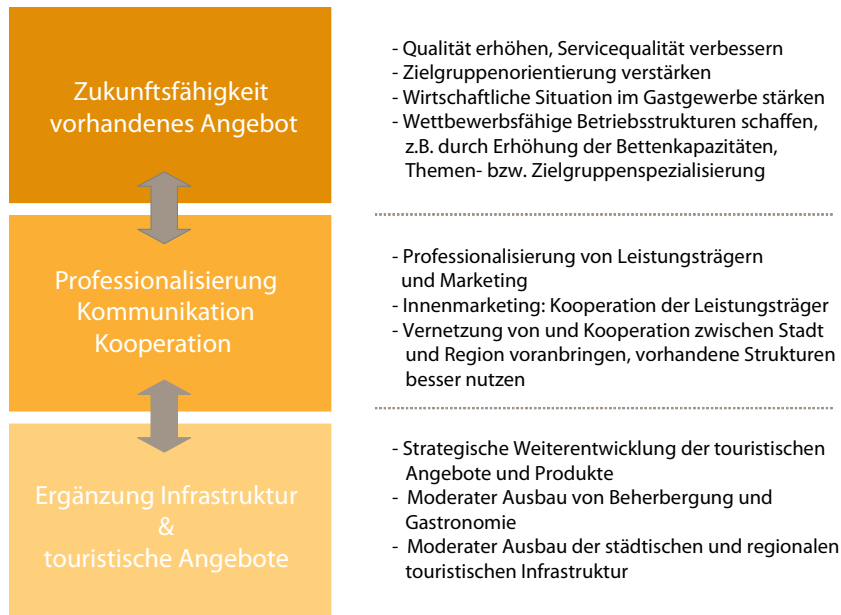 Zukunftsfähigkeit
vorhandenes Angebot
- Qualität erhöhen, Servicequalität verbessern
- Zielgruppenorientierung verstärken
- Wirtschaftliche Situation im Gastgewerbe stärken
- Wettbewerbsfähige Betriebsstrukturen schaffen,
z.B. durch Erhöhung der Bettenkapazitäten,
Themen- bzw. Zielgruppenspezialisierung
Professionalisierung
Kommunikation
Kooperation
- Professionalisierung von Leistungsträgern
und Marketing
- Innenmarketing: Kooperation der Leistungsträger
- Vernetzung von und Kooperation zwischen Stadt
und Region voranbringen, vorhandene Strukturen
besser nutzen
Ergänzung Infrastruktur
&
touristische Angebote
- Strategische Weiterentwicklung der touristischen
Angebote und Produkte
- Moderater Ausbau von Beherbergung und
Gastronomie
- Moderater Ausbau der städtischen und regionalen
touristischen Infrastruktur